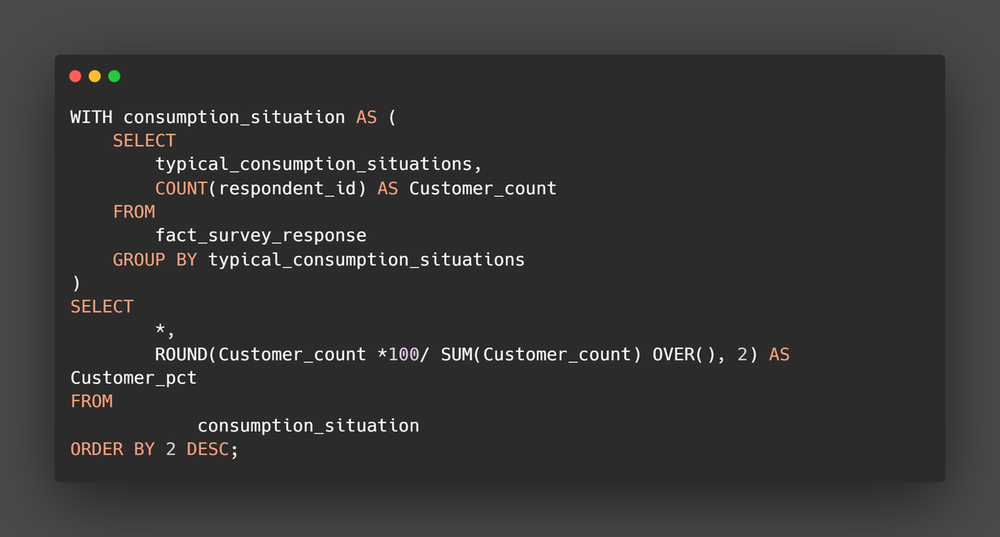 WITH consumption_situation AS (
    SELECT
        typical_consumption_situations,
        COUNT(respondent_id) AS Customer_count
    FROM
        fact_survey_response
    GROUP BY typical_consumption_situations
)
SELECT
        *,
        ROUND(Customer_count *100/ SUM(Customer_count) OVER(), 2) AS
Customer_pct
FROM
            consumption_situation
ORDER BY 2 DESC;